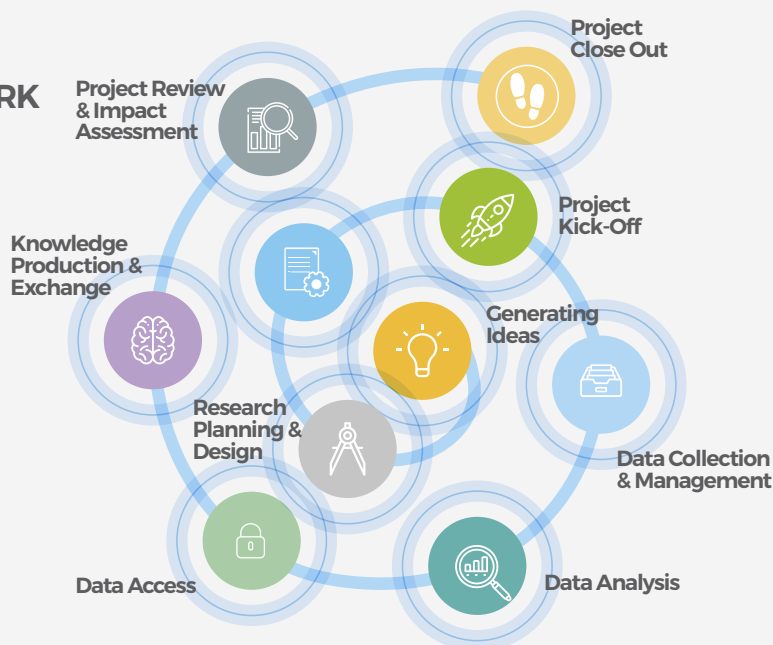 RK
Project
Close Out
Project Review
& Impact
Assessment
Project
Kick-Off
Knowledge
Production &
Exchange
Generating
Ideas
Research
Planning &
Design
Data Collection
& Management
Data Access
Data Analysis